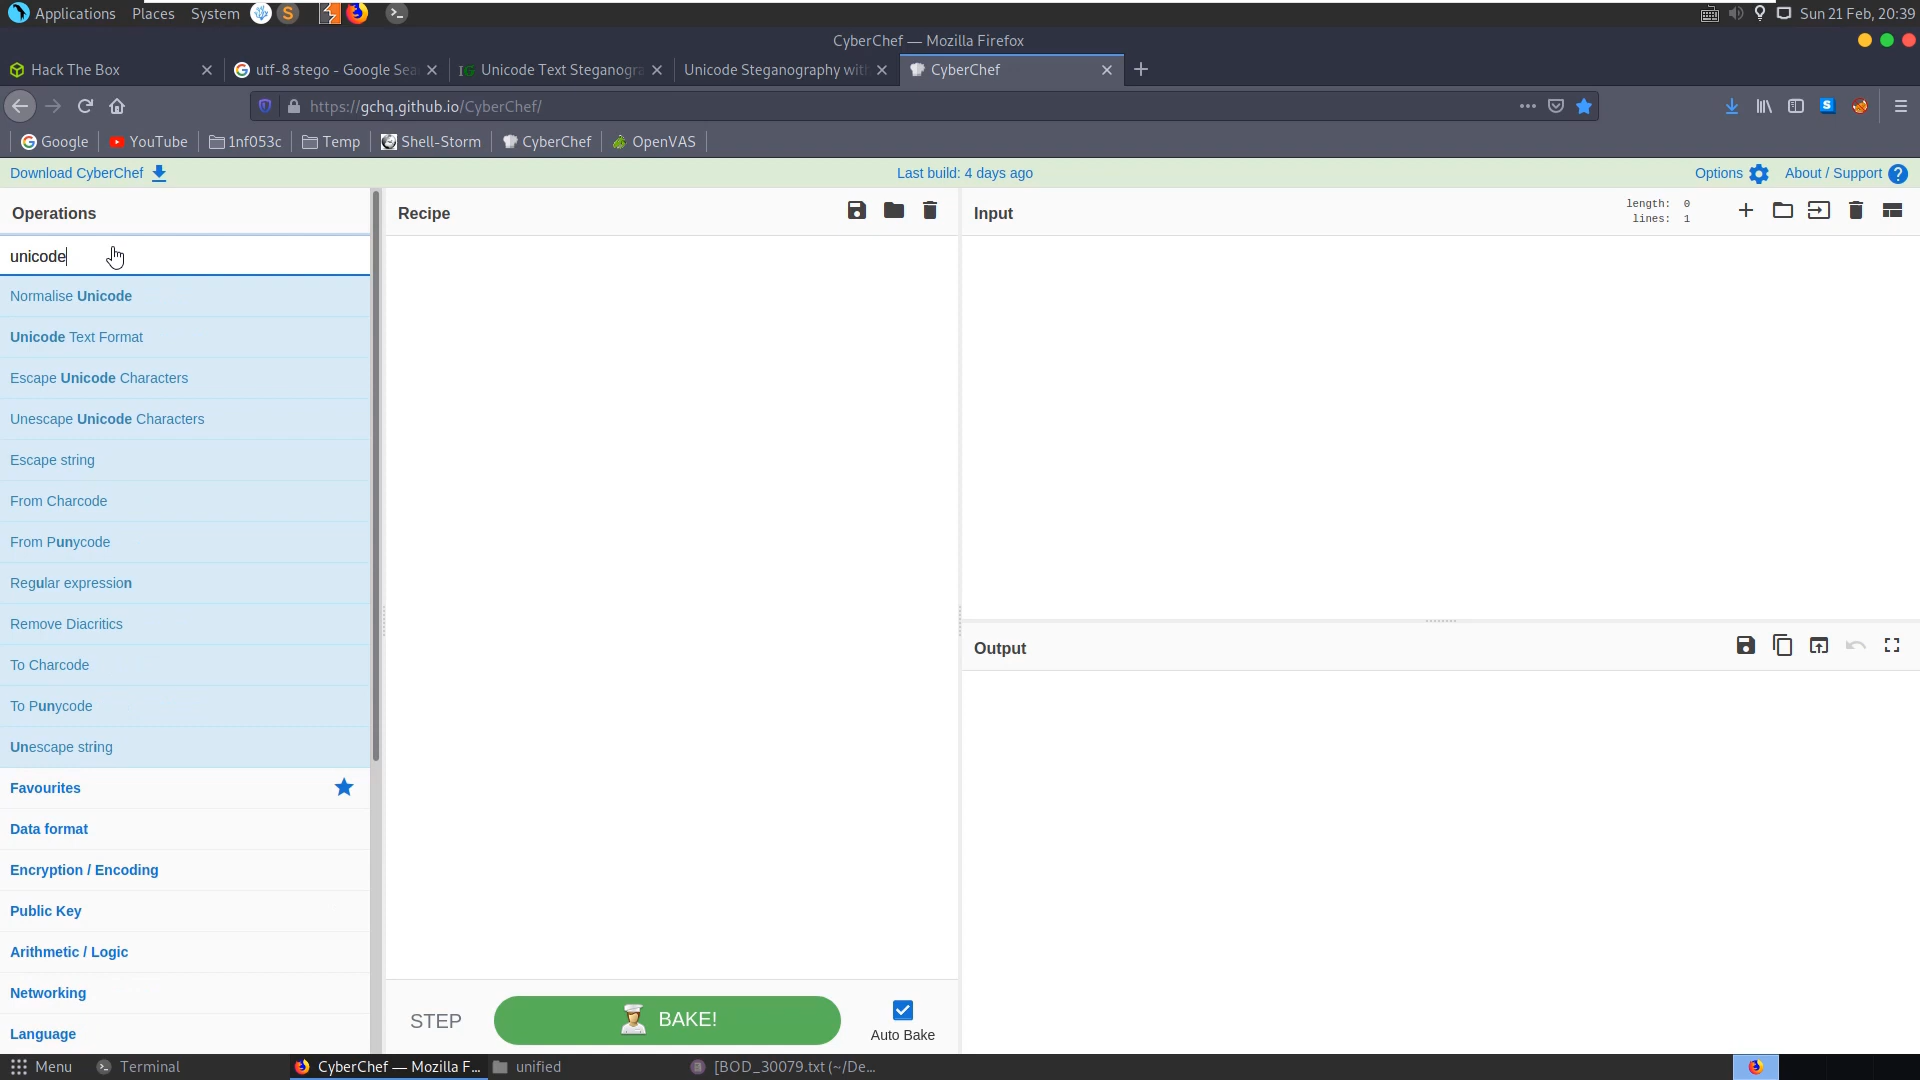 Applications Places System Sun 21 Feb, 20:39
CyberChef — Mozilla Firefox
Hack The Box utf-8 stego - Google Sea Unicode Text Steganogra Unicode Steganography wit CyberChef
https://gchq.github.io/CyberChef/
Google YouTube 1nf053c Temp Shell-Storm CyberChef OpenVAS
Download CyberChef Last build: 4 days ago Options About / Support
Operations Recipe Input length: 0
lines: 1
unicode
Normalise Unicode
Unicode Text Format
Escape Unicode Characters
Unescape Unicode Characters
Escape string
From Charcode
From Punycode
Regular expression
Remove Diacritics
To Charcode
To Punycode
Unescape string
Favourites
Data format
Encryption / Encoding
Public Key
Arithmetic / Logic
Networking
Language
Output
STEP BAKE! Auto Bake
Menu Terminal CyberChef — Mozilla F... unified [BOD_30079.txt (~/De...